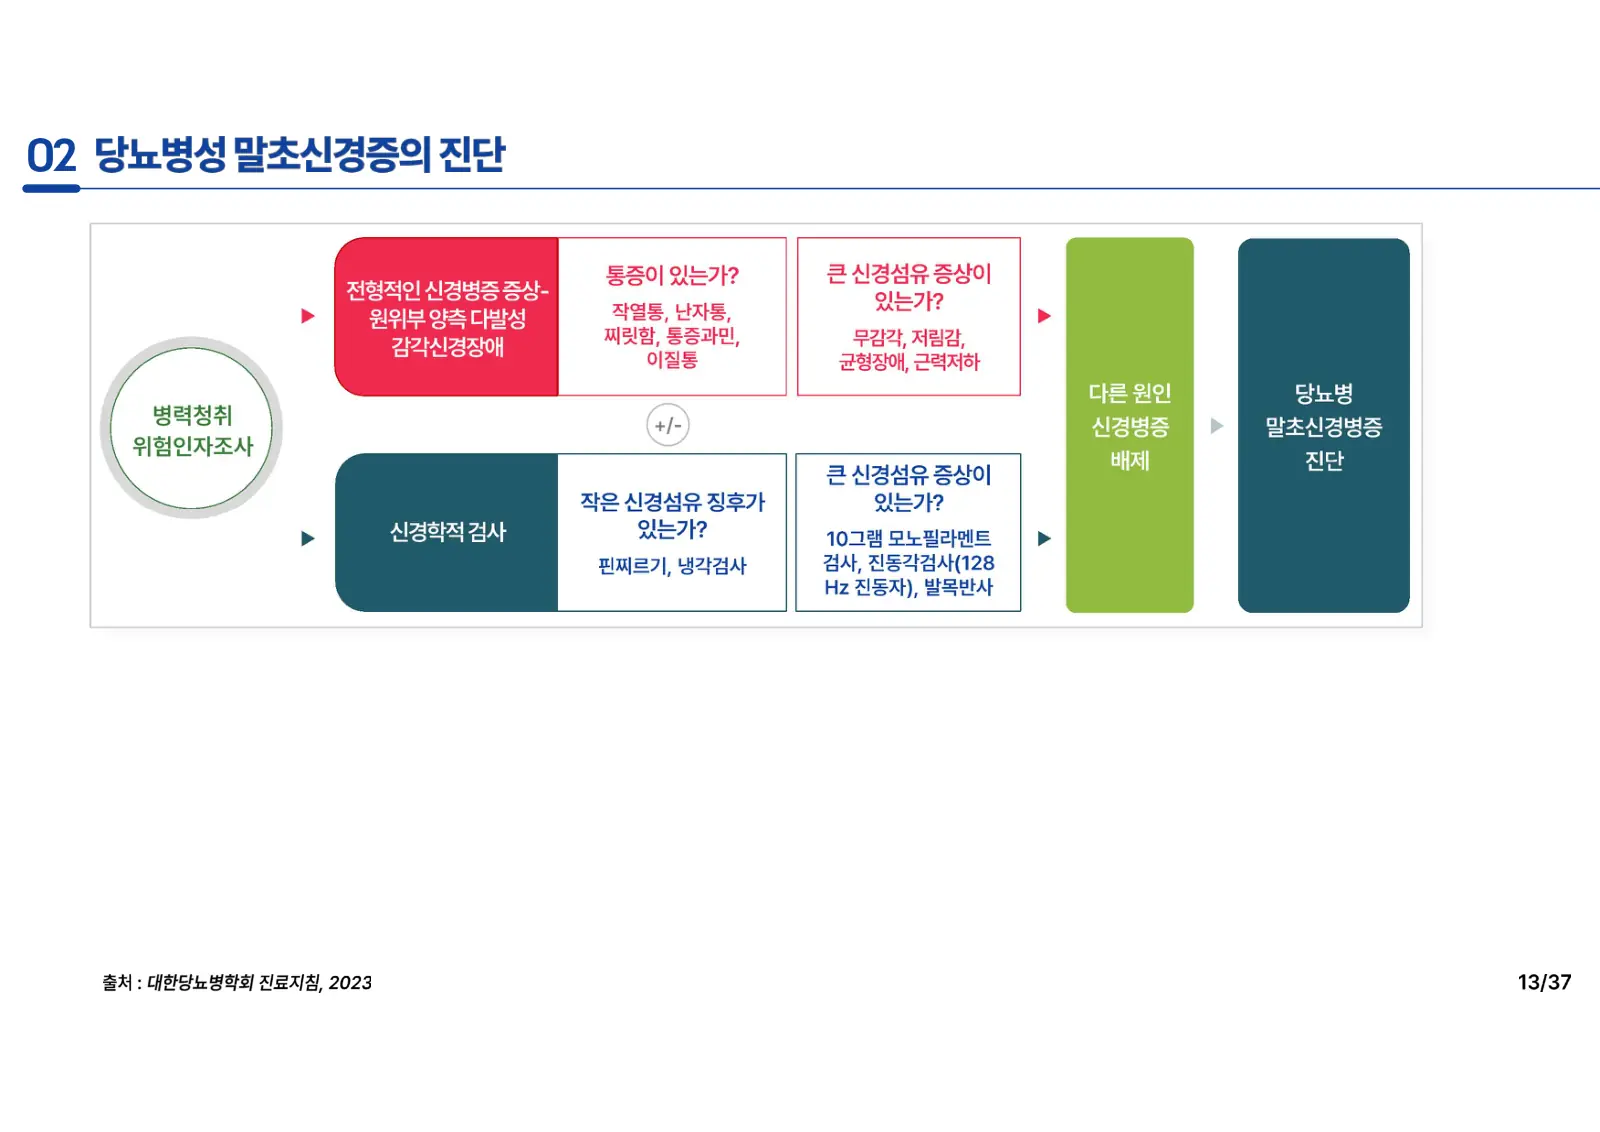 02 당뇨병성 말초신경증의 진단
병력청취
위험인자조사
전형적인 신경병증 증상-
원위부 양측 다발성
감각신경장애
통증이 있는가?
작열통, 난자통,
찌릿함, 통증과민,
이질통
큰 신경섬유 증상이
있는가?
무감각, 저림감,
균형장애, 근력저하
+/-
신경학적 검사
작은 신경섬유 징후가
있는가?
핀찌르기, 냉각검사
큰 신경섬유 증상이
있는가?
10그램 모노필라멘트
검사, 진동각검사(128
Hz 진동자), 발목반사
다른 원인
신경병증
배제
당뇨병
말초신경병증
진단
출처 : 대한당뇨병학회 진료지침, 2023
13/37